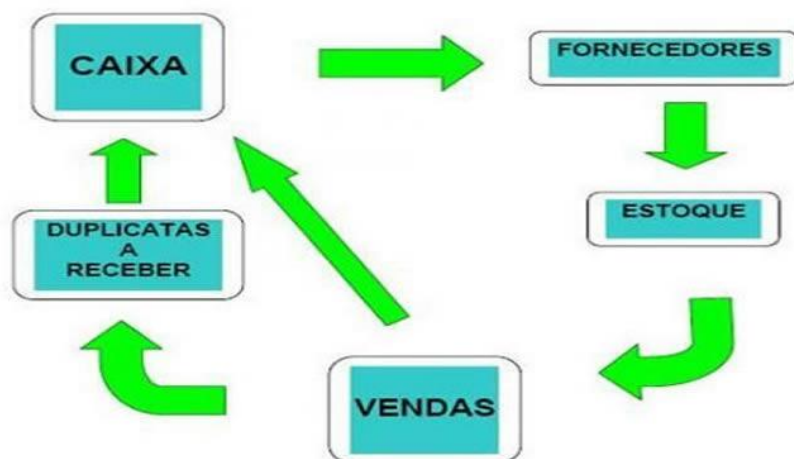 CAIXA
FORNECEDORES
ESTOQUE
DUPLICATAS
A
RECEBER
VENDAS